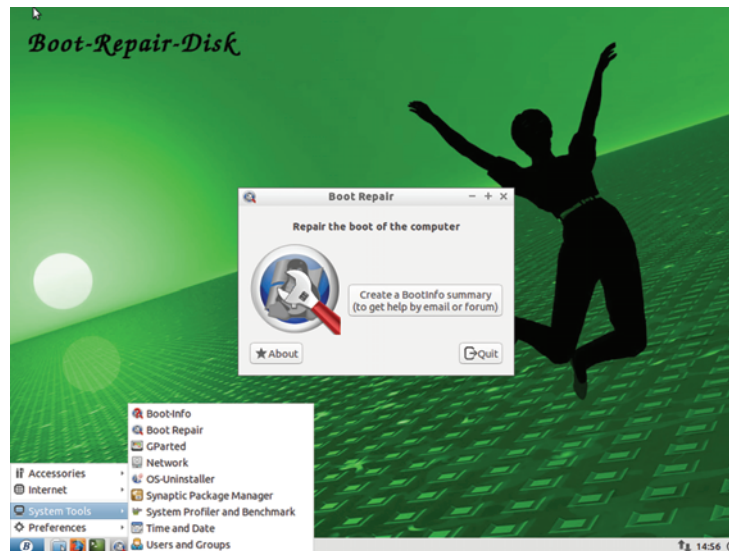 Boot-Repair-Disk
Boot Repair
Repair the boot of the computer
Create a BootInfo summary
(to get help by email or forum)
About
Quit
Accessories
Internet
System Tools
Preferences
Boot-Info
Boot Repair
GParted
Network
OS-Uninstaller
Synaptic Package Manager
System Profiler and Benchmark
Time and Date
Users and Groups
14:56